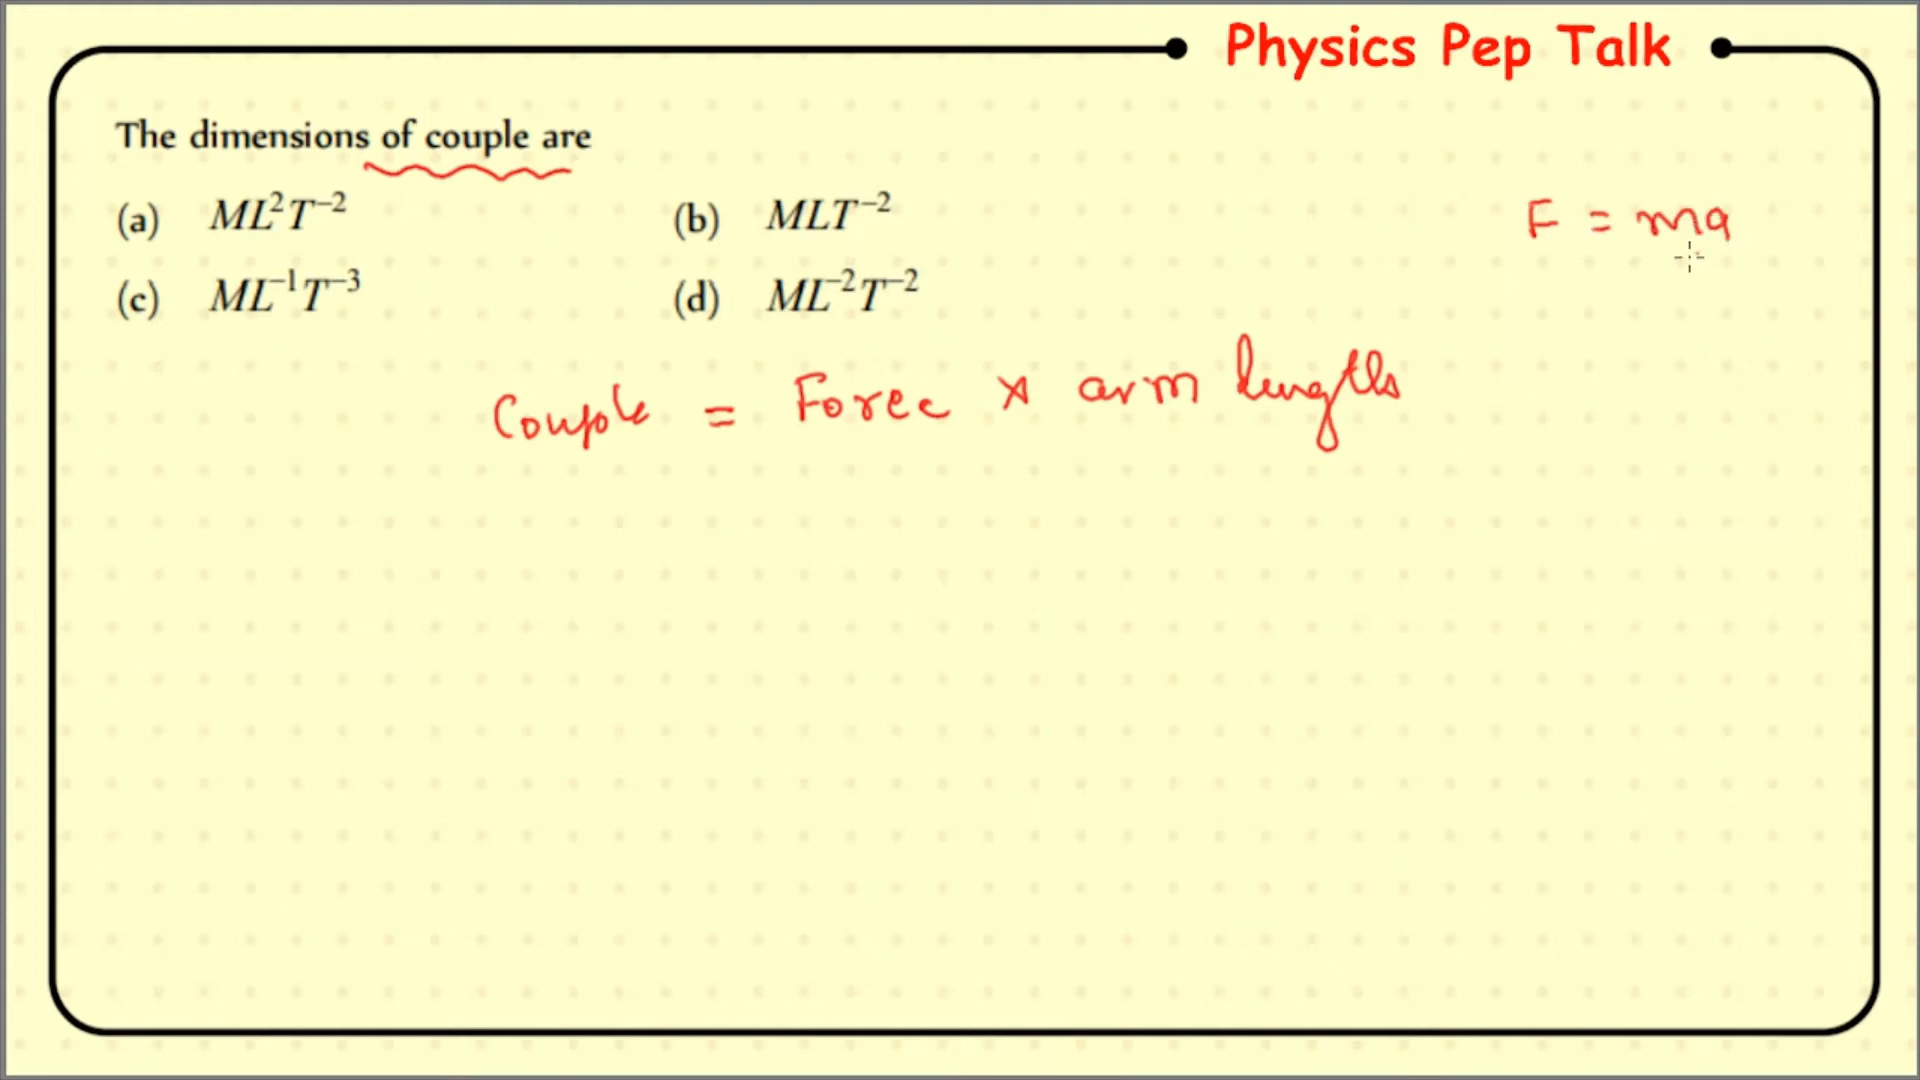 Physics Pep Talk
The dimensions of couple are
(a) ML²T⁻² (b) MLT⁻²
F = ma
(c) ML⁻¹T⁻³ (d) ML⁻²T⁻²
Couple = Force × arm lengths